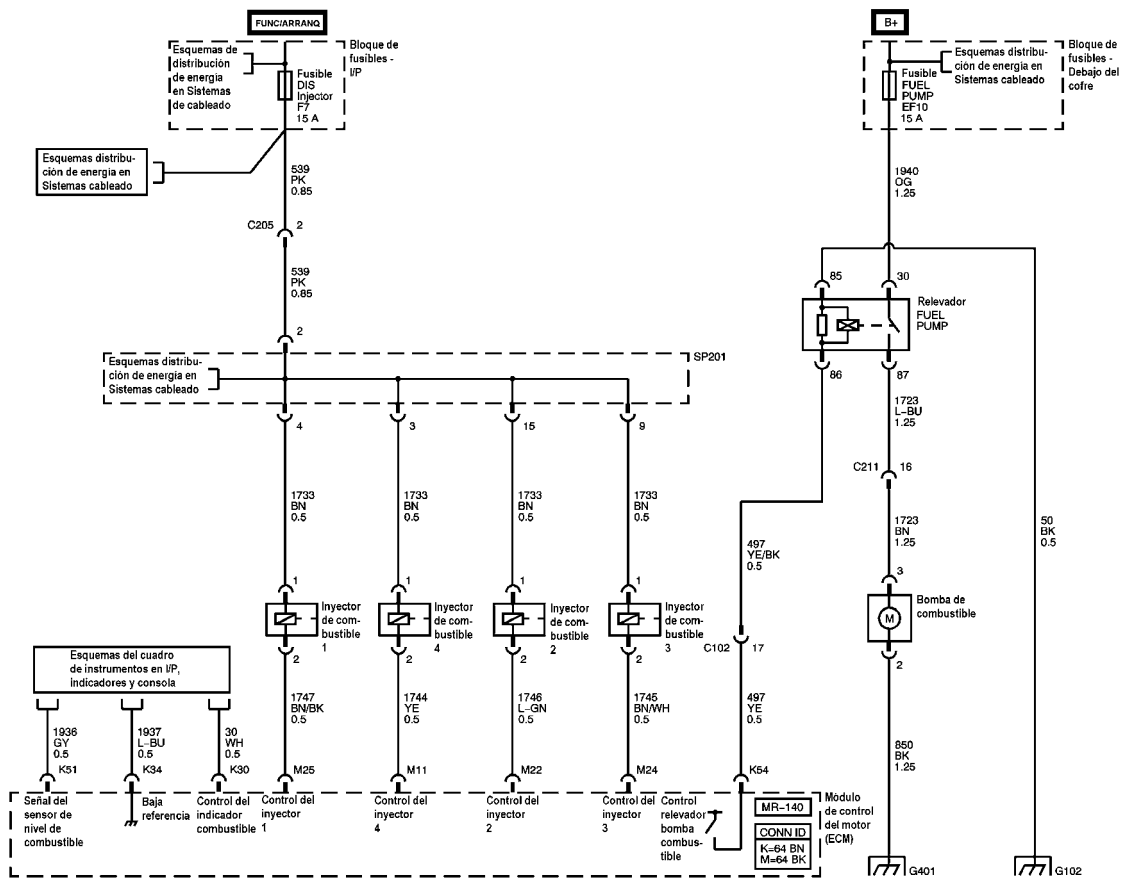 FUNC/ARRANQ
B+
Esquemas de
distribución
de energía
en Sistemas
de cableado
Fusible
DIS
Injector
F7
15 A
Bloque de
fusibles -
I/P
Fusible
FUEL
PUMP
EF10
15 A
Esquemas distribu-
ción de energía en
Sistemas cableado
Bloque de
fusibles -
Debajo del
cofre
Esquemas distribu-
ción de energía en
Sistemas cableado
539
PK
0.85
1940
OG
1.25
C205
2
539
PK
0.85
85
30
2
Relevador
FUEL
PUMP
Esquemas distribu-
ción de energía en
Sistemas cableado
SP201
86
87
4
3
15
9
1723
L-BU
1.25
C211
16
1733
BN
0.5
1733
BN
0.5
1733
BN
0.5
1733
BN
0.5
497
YE/BK
0.5
1723
BN
1.25
50
BK
0.5
1
1
1
1
3
Inyector
de com-
bustible
1
Inyector
de com-
bustible
4
Inyector
de com-
bustible
2
Inyector
de com-
bustible
3
M
Bomba de
combustible
2
2
2
2
C102
17
2
Esquemas del cuadro
de instrumentos en I/P,
indicadores y consola
1936
GY
0.5
1937
L-BU
0.5
30
WH
0.5
1747
BN/BK
0.5
1744
YE
0.5
1746
L-GN
0.5
1745
BN/WH
0.5
497
YE
0.5
850
BK
1.25
K51
K34
K30
M25
M11
M22
M24
K54
Señal del
sensor de
nivel de
combustible
Baja
referencia
Control del
indicador
combustible
Control del
inyector
1
Control del
inyector
4
Control del
inyector
2
Control del
inyector
3
Control
relevador
bomba
combus-
tible
MR-140
CONN ID
K=64 BN
M=64 BK
Módulo
de control
del motor
(ECM)
G401
G102